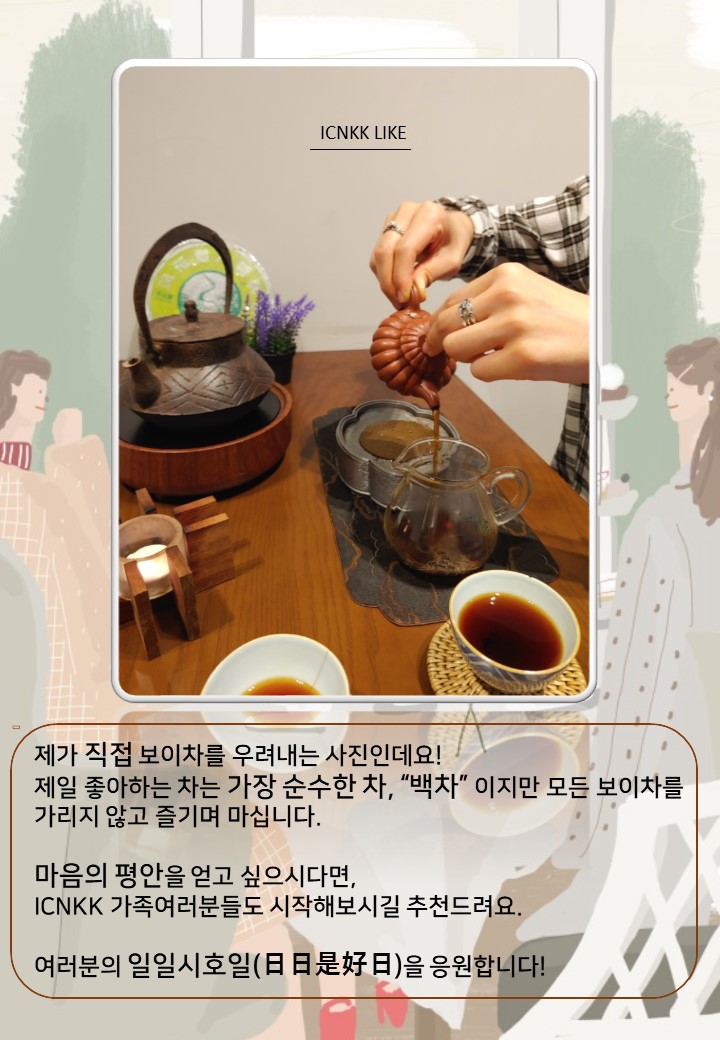 ICNKK LIKE
제가 직접 보이차를 우려내는 사진인데요!
제일 좋아하는 차는 가장 순수한 차, “백차” 이지만 모든 보이차를
가리지 않고 즐기며 마십니다.
마음의 평안을 얻고 싶으시다면,
ICNKK 가족여러분들도 시작해보시길 추천드려요.
여러분의 일일시호일(日日是好日)을 응원합니다!